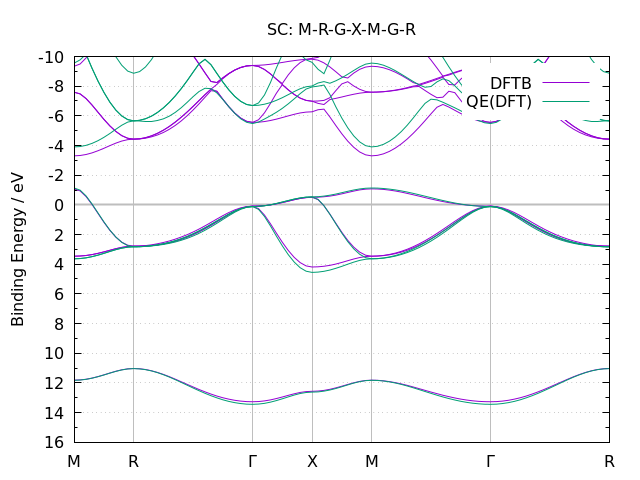 SC: M-R-G-X-M-G-R
Binding Energy / eV
-10
-8
-6
-4
-2
0
2
4
6
8
10
12
14
16
DFTB
QE(DFT)
M R Γ X M Γ R